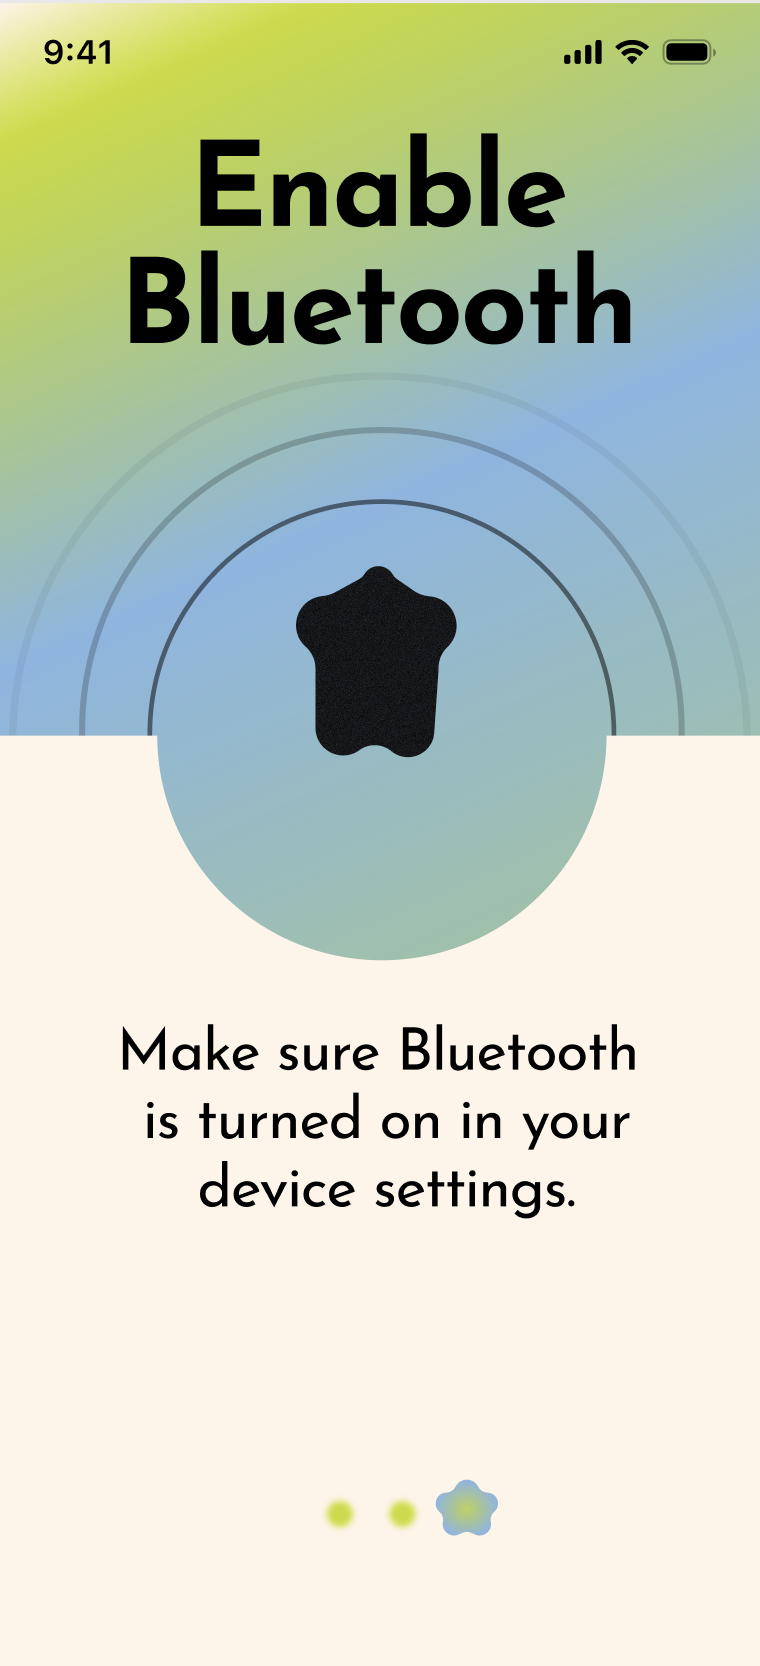 9:41
Enable
Bluetooth
Make sure Bluetooth
is turned on in your
device settings.